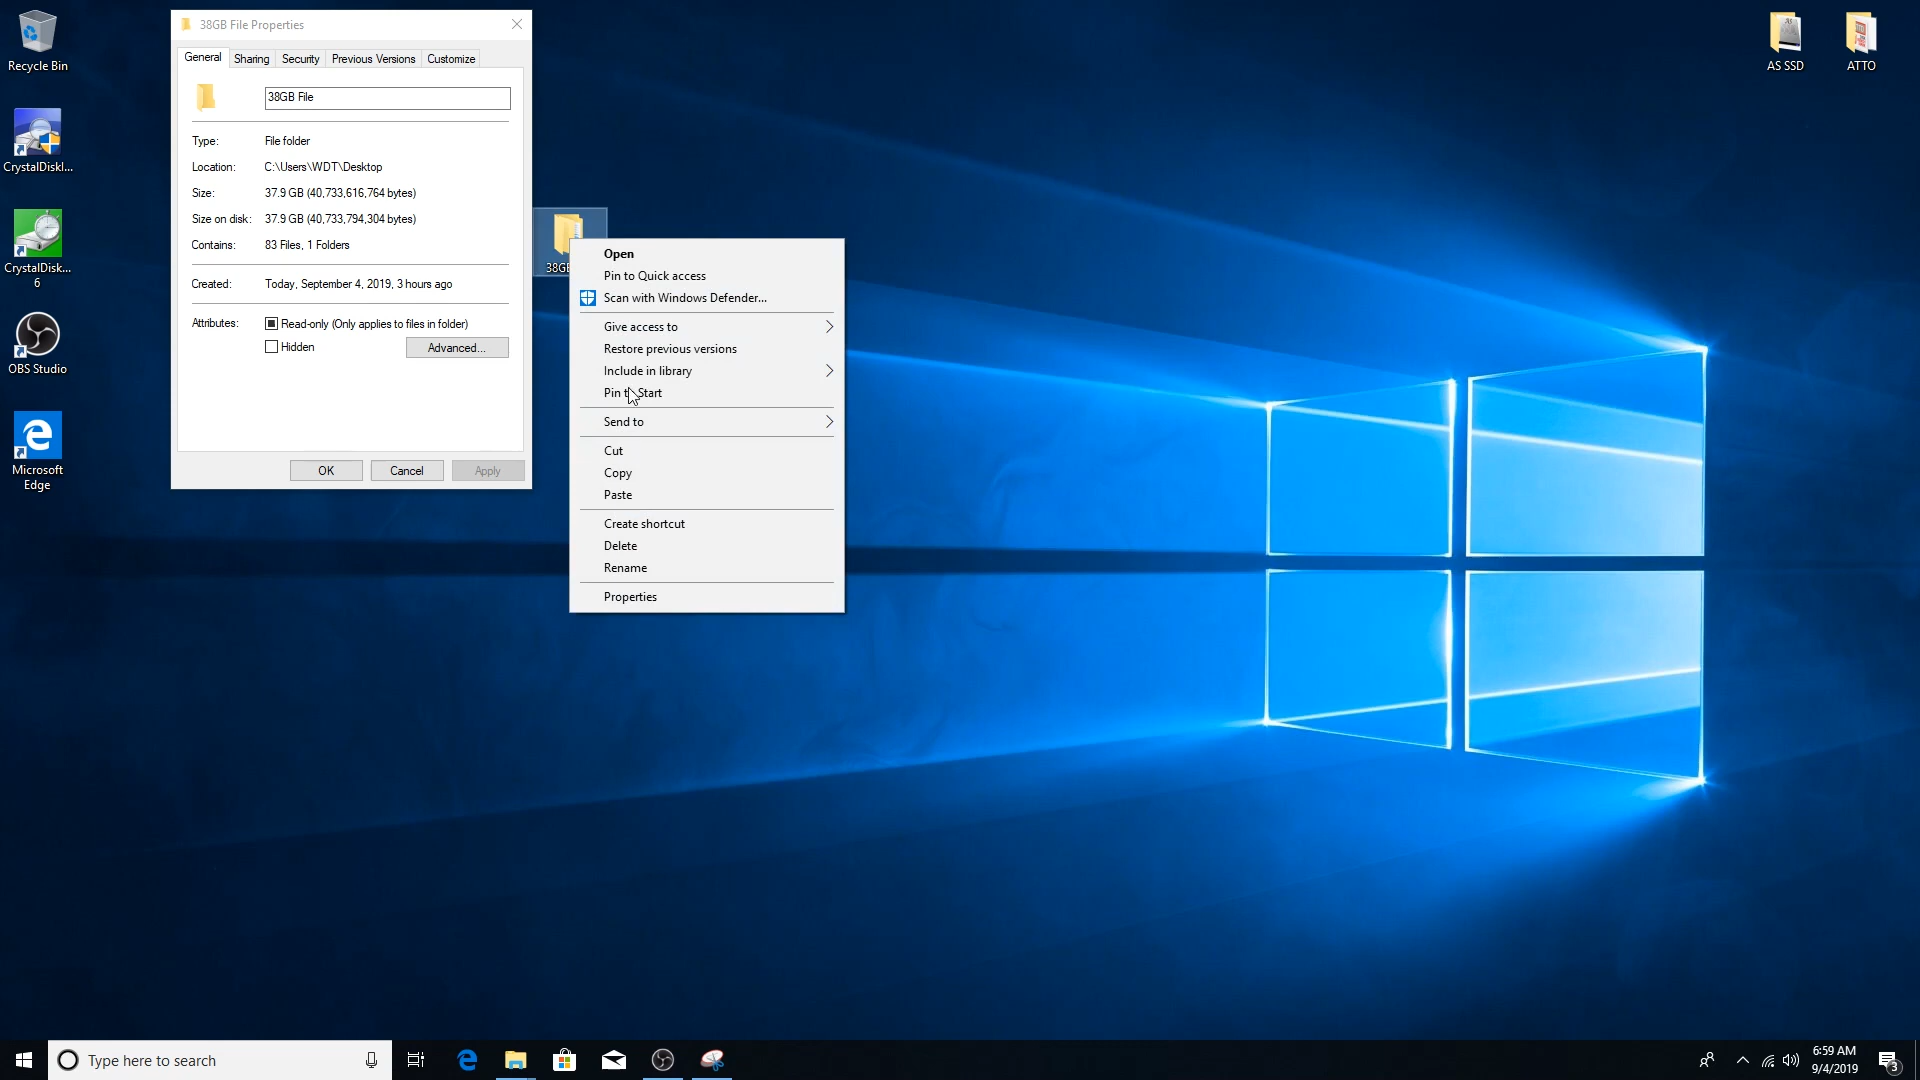 Recycle Bin
CrystalDiskI...
CrystalDisk...
6
OBS Studio
Microsoft
Edge
38GB File Properties
General
Sharing
Security
Previous Versions
Customize
38GB File
Type:
File folder
Location:
C:\Users\WDT\Desktop
Size:
37.9 GB (40,733,616,764 bytes)
Size on disk:
37.9 GB (40,733,794,304 bytes)
Contains:
83 Files, 1 Folders
Created:
Today, September 4, 2019, 3 hours ago
Attributes:
Read-only (Only applies to files in folder)
Hidden
Advanced...
OK
Cancel
Apply
38GB
Open
Pin to Quick access
Scan with Windows Defender...
Give access to
Restore previous versions
Include in library
Pin to Start
Send to
Cut
Copy
Paste
Create shortcut
Delete
Rename
Properties
AS SSD
ATTO
Type here to search
6:59 AM
9/4/2019
3